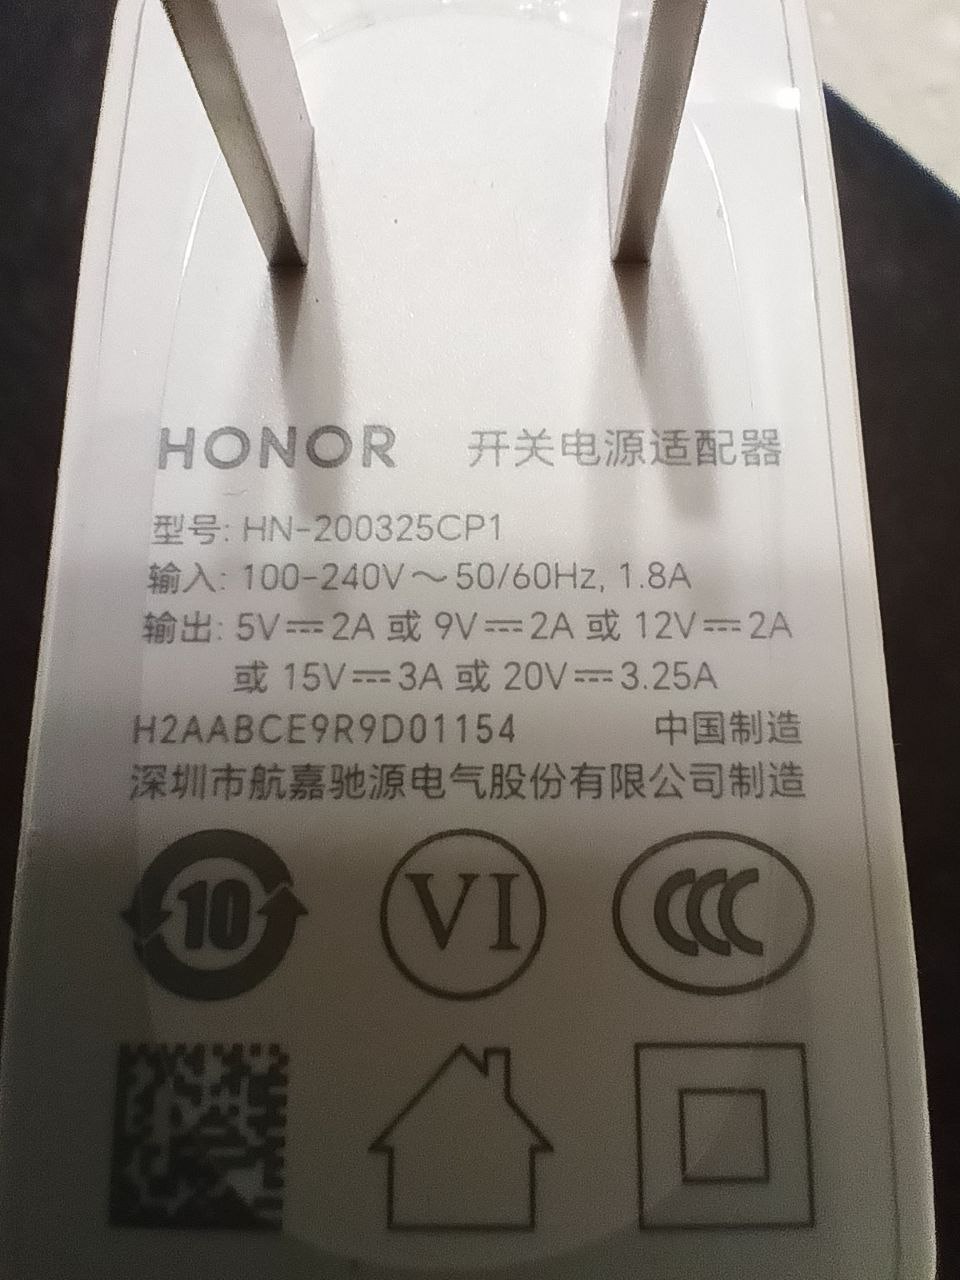 HONOR 开关电源适配器
型号: HN-200325CP1
输入: 100-240V～50/60Hz, 1.8A
输出: 5V⎓2A 或 9V⎓2A 或 12V⎓2A
或 15V⎓3A 或 20V⎓3.25A
H2AABCE9R9D01154 中国制造
深圳市航嘉驰源电气股份有限公司制造
10 VI CCC